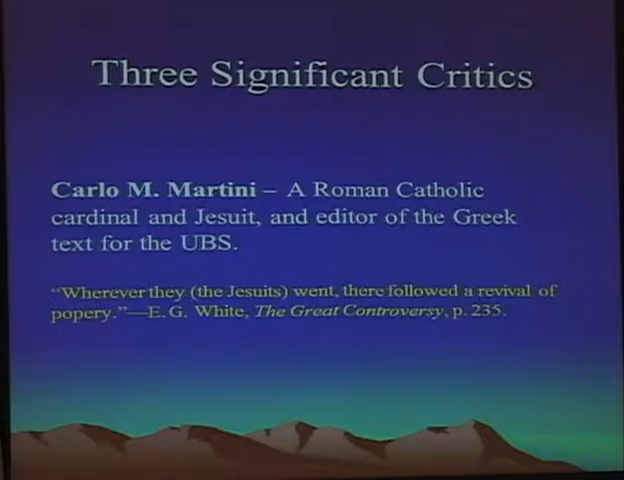 Three Significant Critics
Carlo M. Martini – A Roman Catholic
cardinal and Jesuit, and editor of the Greek
text for the UBS.
“Wherever they (the Jesuits) went, there followed a revival of
popery.”—E. G. White, The Great Controversy, p. 235.